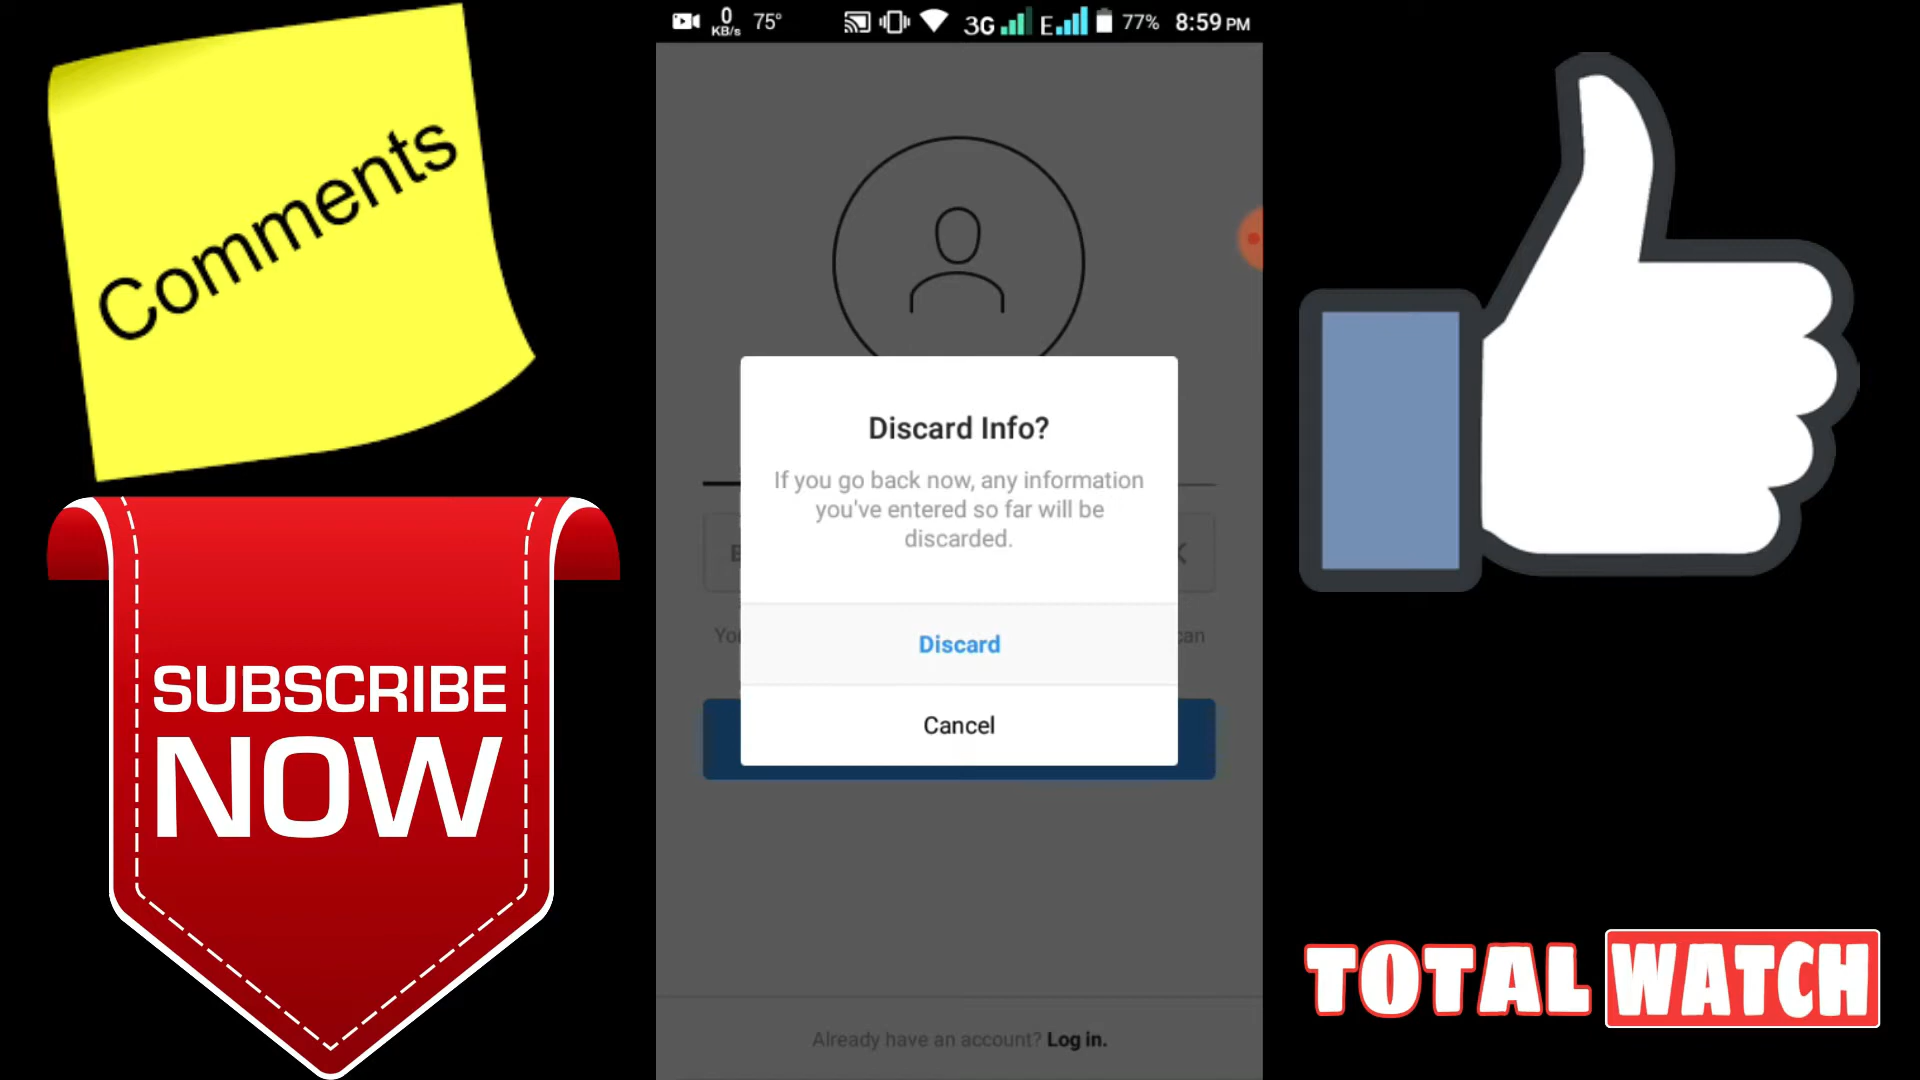 Comments
SUBSCRIBE
NOW
0
KB/s
75°
3G
E
77%
8:59 PM
Discard Info?
If you go back now, any information
you've entered so far will be
discarded.
can
Discard
Cancel
Already have an account? Log in.
TOTAL WATCH